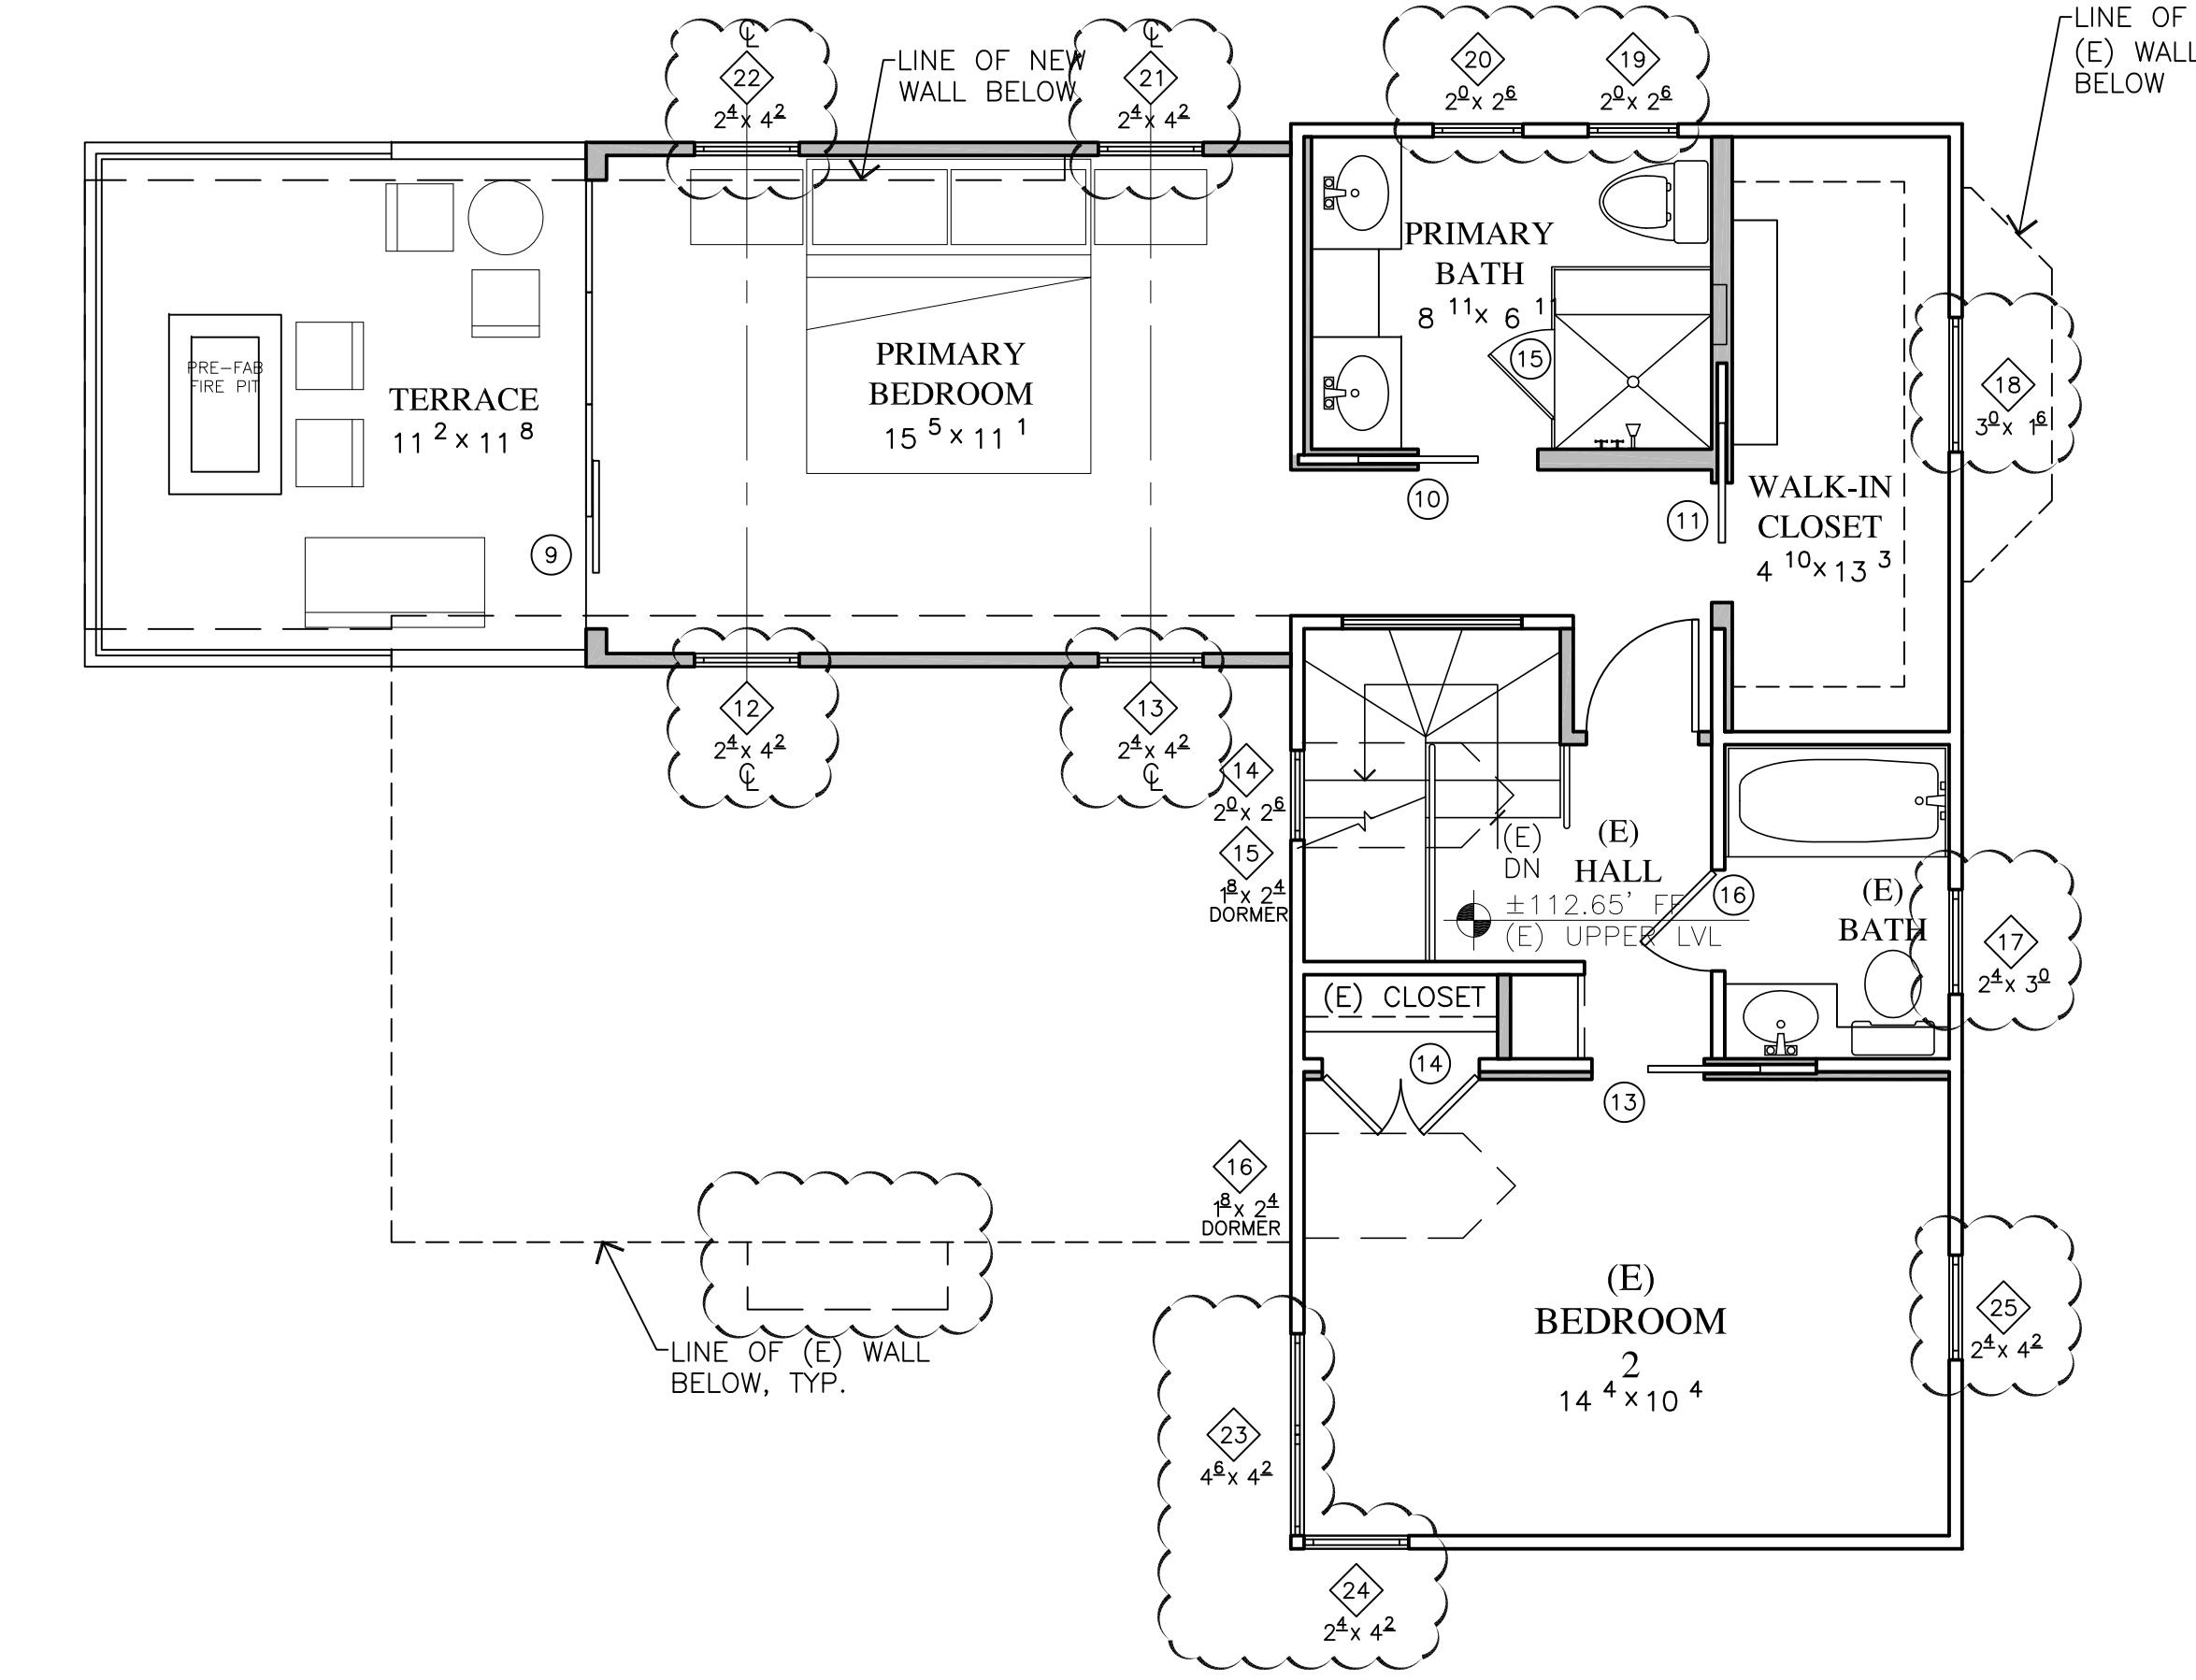 ℄
22
2⁴x 4²
LINE OF NEW
WALL BELOW
℄
21
2⁴x 4²
20
2⁰x 2⁶
19
2⁰x 2⁶
LINE OF
(E) WALL
BELOW
PRIMARY
BATH
8 ¹¹x 6 ¹¹
15
PRE-FAB
FIRE PIT
TERRACE
11 ²x 11 ⁸
PRIMARY
BEDROOM
15 ⁵x 11 ¹
18
3⁰x 1⁶
9
10
11
WALK-IN
CLOSET
4 ¹⁰x 13 ³
12
2⁴x 4²
℄
13
2⁴x 4²
℄
14
2⁰x 2⁶
15
1⁸x 2⁴
DORMER
(E)
DN
(E)
HALL
±112.65' FF
(E) UPPER LVL
16
(E)
BATH
17
2⁴x 3⁰
(E) CLOSET
14
13
16
1⁸x 2⁴
DORMER
LINE OF (E) WALL
BELOW, TYP.
(E)
BEDROOM
2
14 ⁴x 10 ⁴
25
2⁴x 4²
23
4⁶x 4²
24
2⁴x 4²